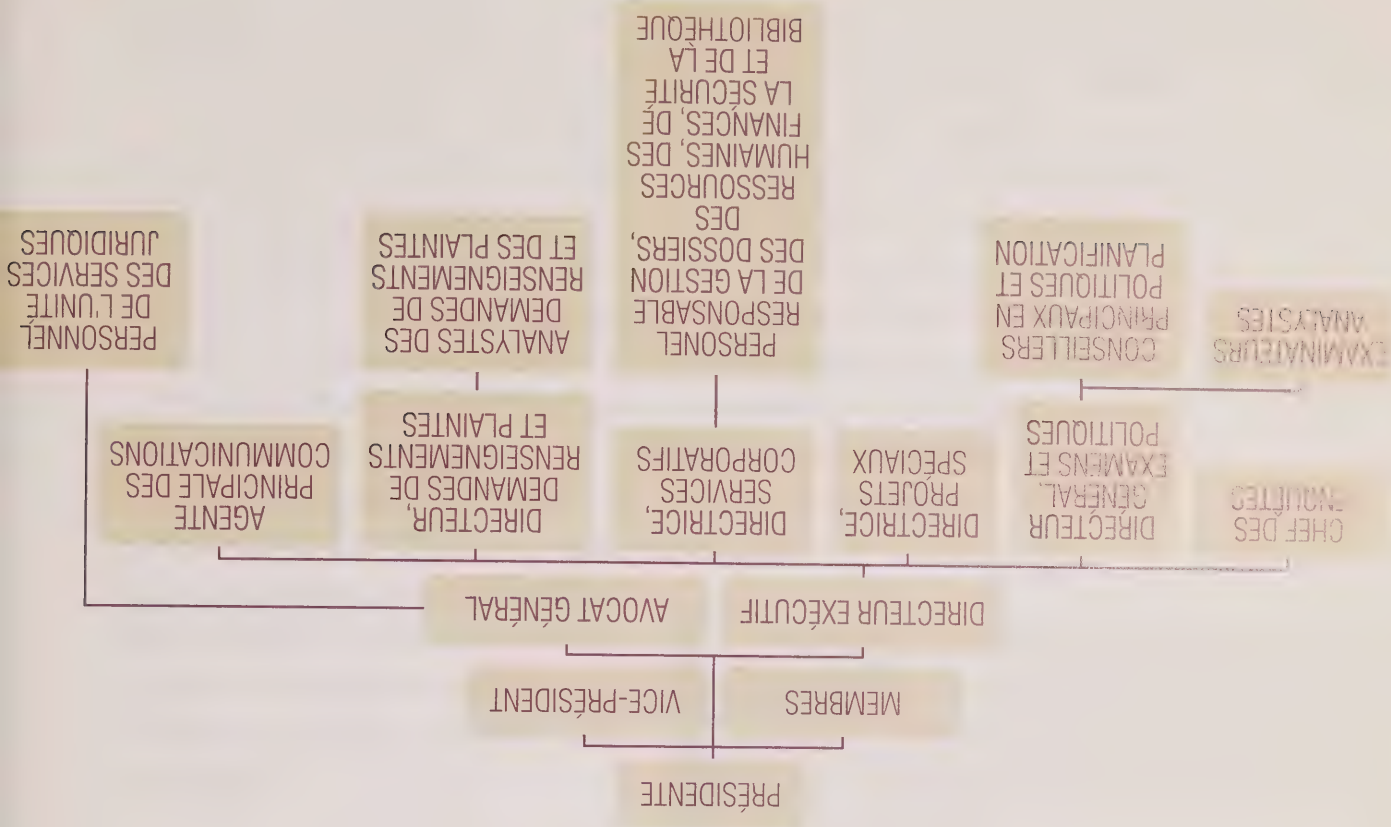 PRÉSIDENTE
MEMBRES
VICE-PRÉSIDENT
DIRECTEUR EXÉCUTIF
AVOCAT GÉNÉRAL
CHEF DES
ENQUÊTES
DIRECTEUR
GÉNÉRAL,
EXAMENS ET
POLITIQUES
DIRECTRICE,
PROJETS
SPÉCIAUX
DIRECTRICE,
SERVICES
CORPORATIFS
DIRECTEUR,
DEMANDES DE
RENSEIGNEMENTS
ET PLAINTES
AGENTE
PRINCIPALE DES
COMMUNICATIONS
EXAMINATEURS
ANALYSTES
CONSEILLERS
PRINCIPAUX EN
POLITIQUES ET
PLANIFICATION
PERSONEL
RESPONSABLE
DE LA GESTION
DES DOSSIERS,
DES
RESSOURCES
HUMAINES, DES
FINANCES, DE
LA SÉCURITÉ
ET DE LA
BIBLIOTHÈQUE
ANALYSTES DES
DEMANDES DE
RENSEIGNEMENTS
ET DES PLAINTES
PERSONNEL
DE L'UNITÉ
DES SERVICES
JURIDIQUES